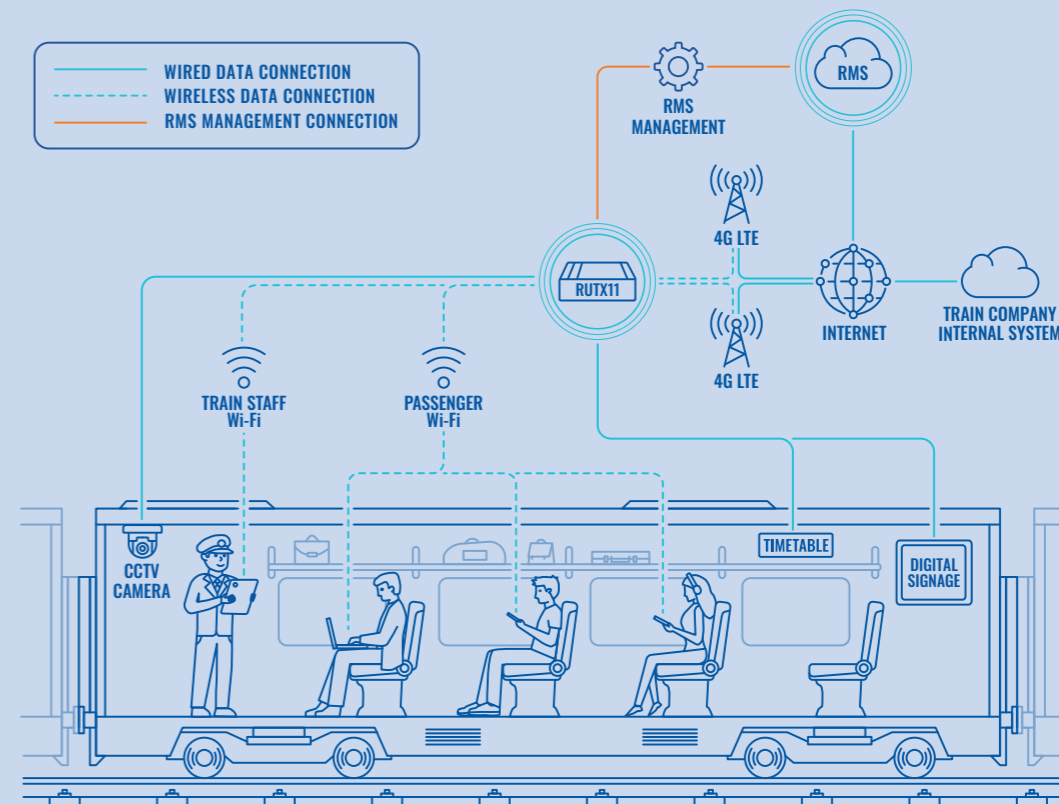 WIRED DATA CONNECTION
WIRELESS DATA CONNECTION
RMS MANAGEMENT CONNECTION
RMS
MANAGEMENT
RMS
4G LTE
RUTX11
INTERNET
TRAIN COMPANY
INTERNAL SYSTEM
4G LTE
TRAIN STAFF
Wi-Fi
PASSENGER
Wi-Fi
CCTV
CAMERA
TIMETABLE
DIGITAL
SIGNAGE